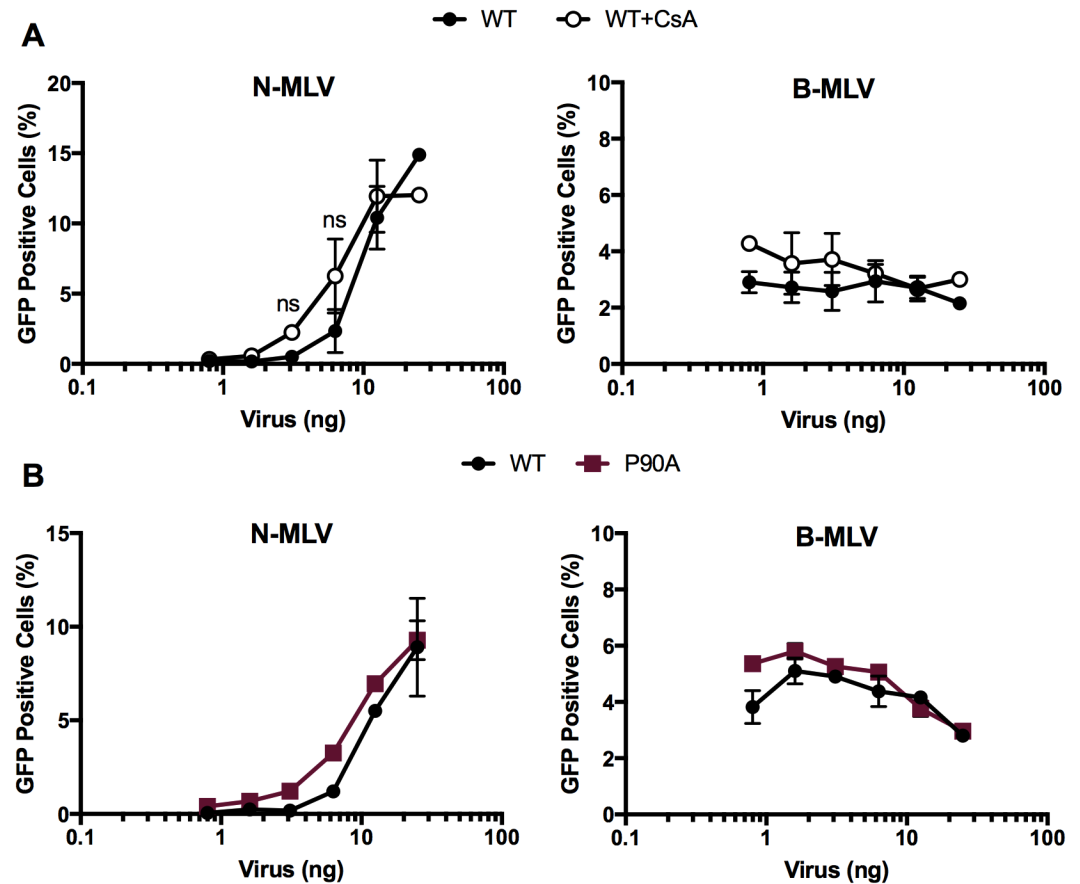 A
WT WT+CsA
N-MLV
GFP Positive Cells (%)
20
15
10
5
0
ns
ns
0.1 1 10 100
Virus (ng)
B-MLV
GFP Positive Cells (%)
10
8
6
4
2
0
0.1 1 10 100
Virus (ng)
B
WT P90A
N-MLV
GFP Positive Cells (%)
15
10
5
0
0.1 1 10 100
Virus (ng)
B-MLV
GFP Positive Cells (%)
10
8
6
4
2
0
0.1 1 10 100
Virus (ng)